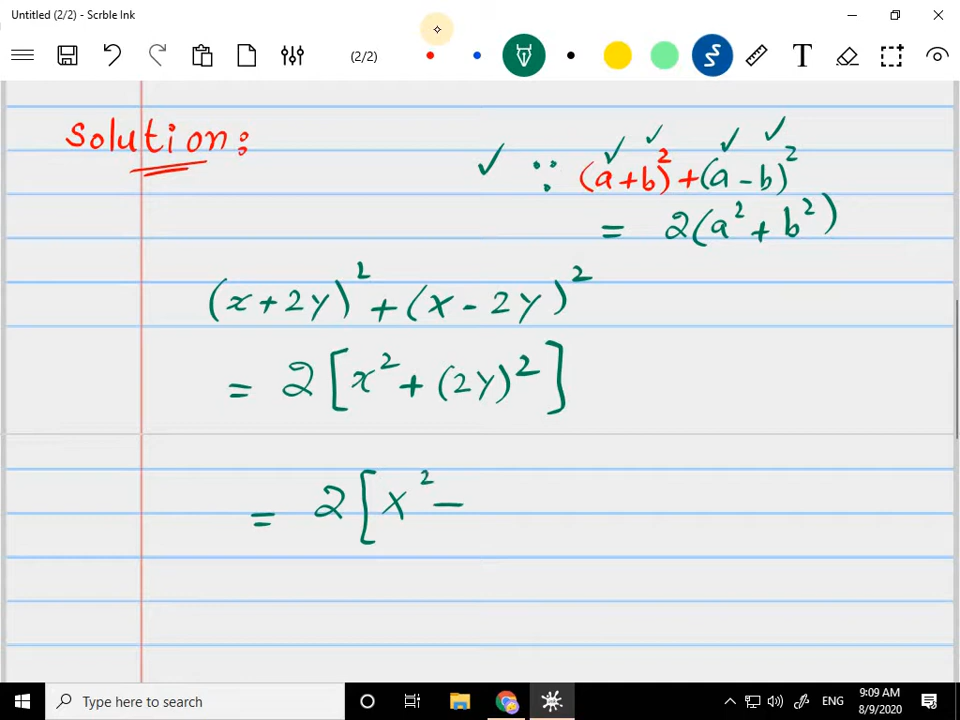 Untitled (2/2) - Scrble Ink
(2/2) T
Solution:
✓ ∵ (a+b)² + (a-b)²
= 2(a² + b²)
(x+2y)² + (x-2y)²
= 2[x² + (2y)²]
= 2[x² −
Type here to search
ENG
9:09 AM
8/9/2020